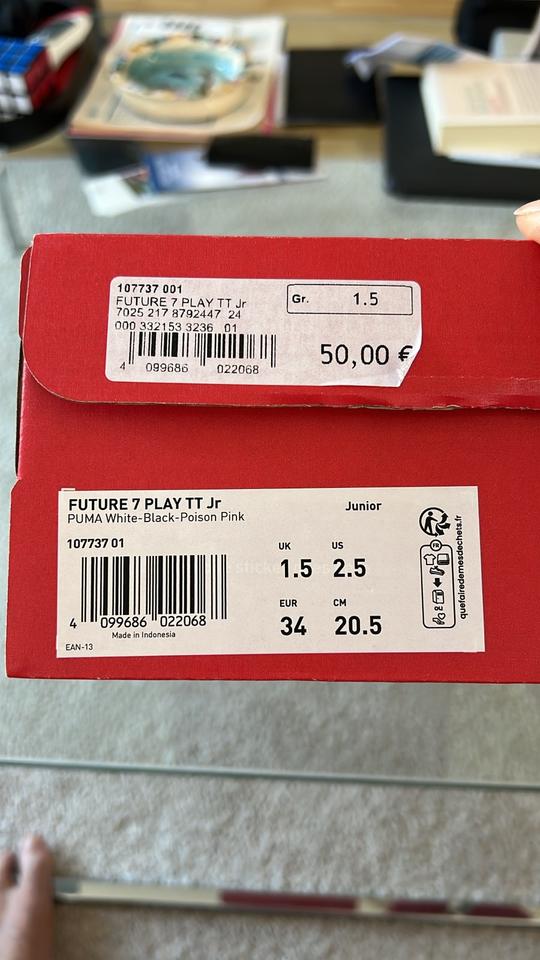 107737 001
FUTURE 7 PLAY TT Jr
7025 217 8792447 24
000 332153 3236 01
4 099686 022068
Gr. 1.5
50,00 €
FUTURE 7 PLAY TT Jr
PUMA White-Black-Poison Pink
Junior
107737 01
4 099686 022068
Made in Indonesia
EAN-13
UK US
1.5 2.5
EUR CM
34 20.5
FR
quefairedemesdechets.fr